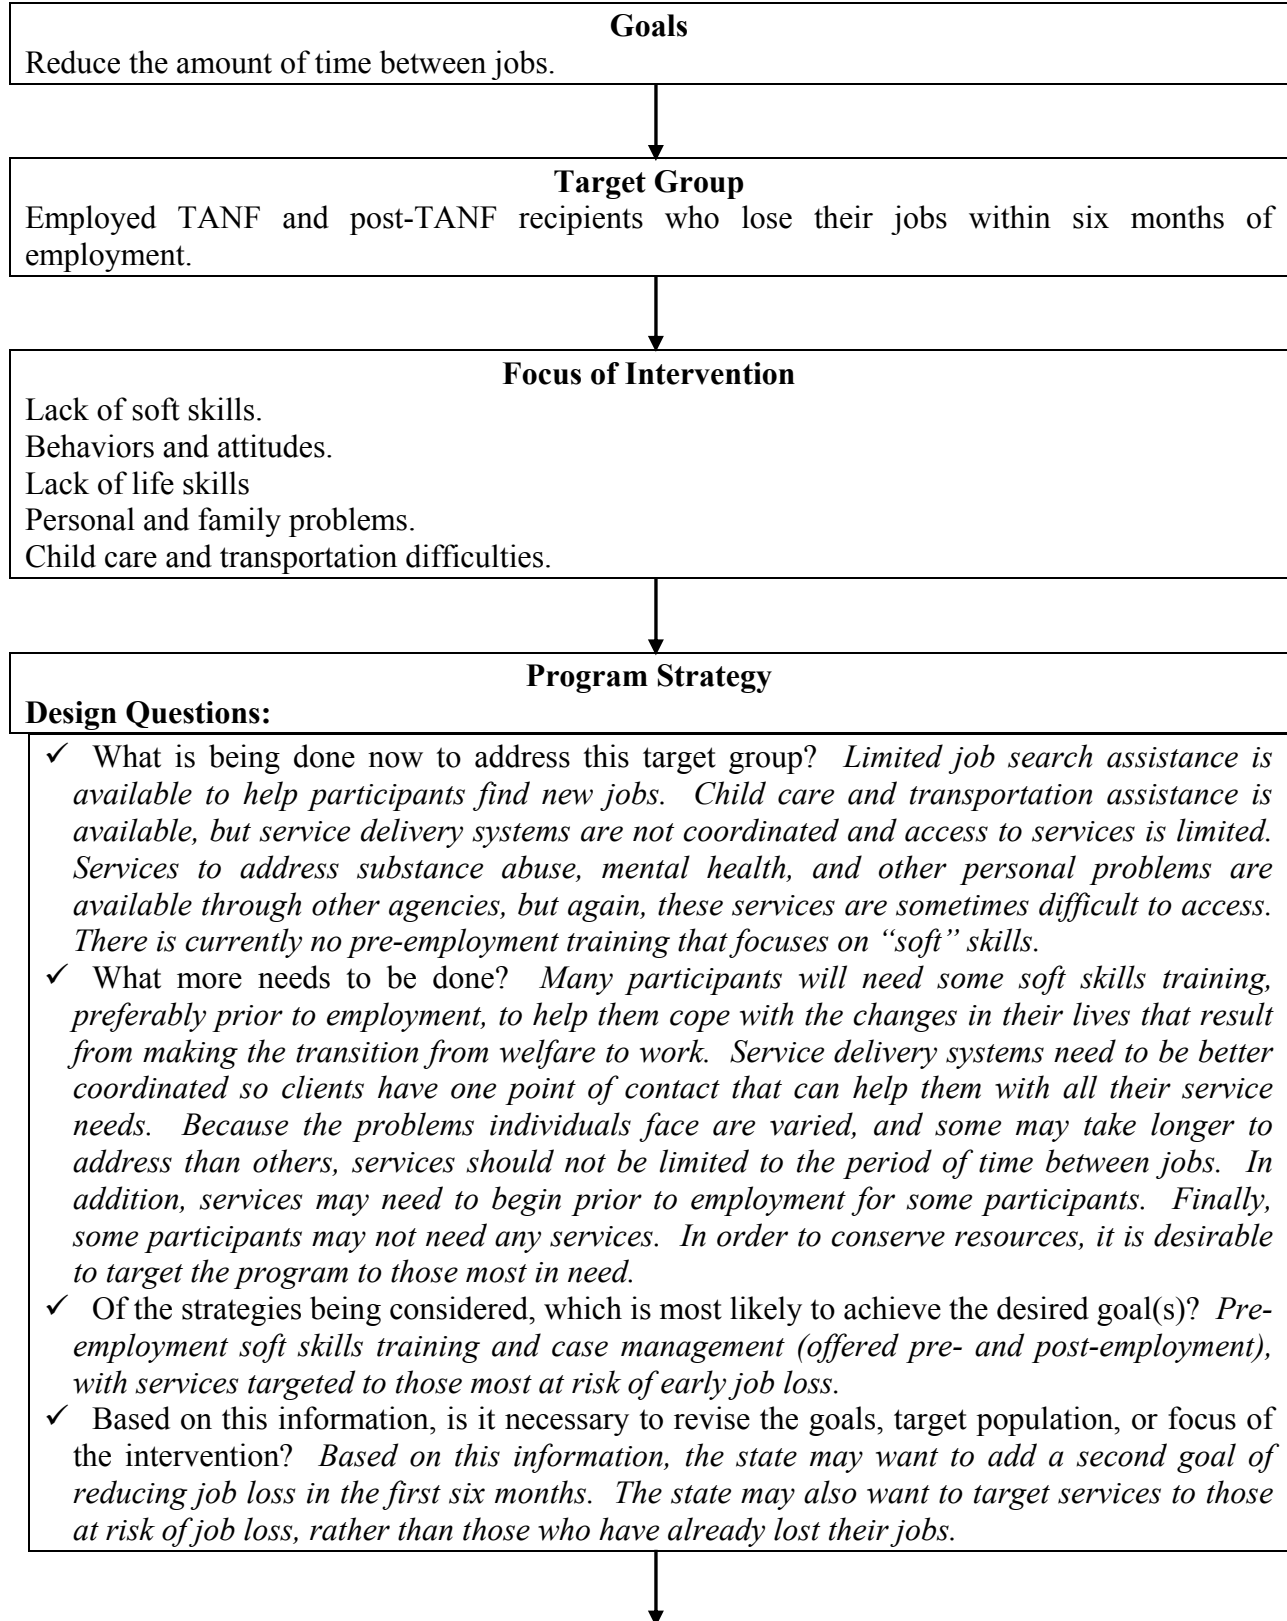 Goals
Reduce the amount of time between jobs.
Target Group
Employed TANF and post-TANF recipients who lose their jobs within six months of
employment.
Focus of Intervention
Lack of soft skills.
Behaviors and attitudes.
Lack of life skills
Personal and family problems.
Child care and transportation difficulties.
Program Strategy
Design Questions:
✓ What is being done now to address this target group? Limited job search assistance is
available to help participants find new jobs. Child care and transportation assistance is
available, but service delivery systems are not coordinated and access to services is limited.
Services to address substance abuse, mental health, and other personal problems are
available through other agencies, but again, these services are sometimes difficult to access.
There is currently no pre-employment training that focuses on “soft” skills.
✓ What more needs to be done? Many participants will need some soft skills training,
preferably prior to employment, to help them cope with the changes in their lives that result
from making the transition from welfare to work. Service delivery systems need to be better
coordinated so clients have one point of contact that can help them with all their service
needs. Because the problems individuals face are varied, and some may take longer to
address than others, services should not be limited to the period of time between jobs. In
addition, services may need to begin prior to employment for some participants. Finally,
some participants may not need any services. In order to conserve resources, it is desirable
to target the program to those most in need.
✓ Of the strategies being considered, which is most likely to achieve the desired goal(s)? Pre-
employment soft skills training and case management (offered pre- and post-employment),
with services targeted to those most at risk of early job loss.
✓ Based on this information, is it necessary to revise the goals, target population, or focus of
the intervention? Based on this information, the state may want to add a second goal of
reducing job loss in the first six months. The state may also want to target services to those
at risk of job loss, rather than those who have already lost their jobs.